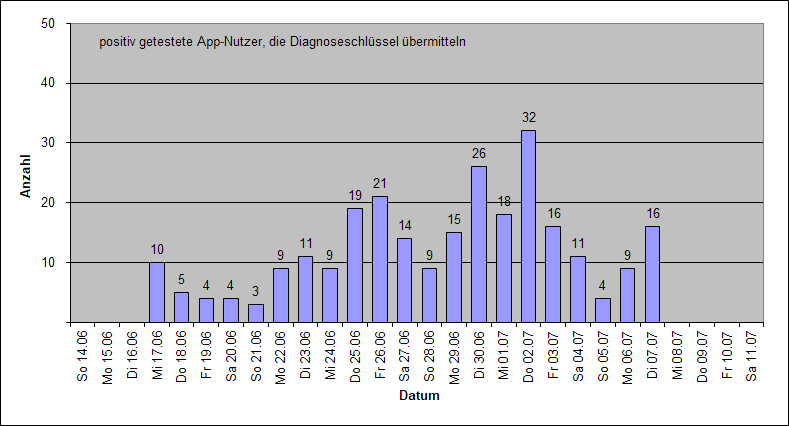 positiv getestete App-Nutzer, die Diagnoseschlüssel übermitteln
Anzahl
50
40
30
20
10
10
5
4
4
3
9
11
9
19
21
14
9
15
26
18
32
16
11
4
9
16
So 14.06
Mo 15.06
Di 16.06
Mi 17.06
Do 18.06
Fr 19.06
Sa 20.06
So 21.06
Mo 22.06
Di 23.06
Mi 24.06
Do 25.06
Fr 26.06
Sa 27.06
So 28.06
Mo 29.06
Di 30.06
Mi 01.07
Do 02.07
Fr 03.07
Sa 04.07
So 05.07
Mo 06.07
Di 07.07
Mi 08.07
Do 09.07
Fr 10.07
Sa 11.07
Datum